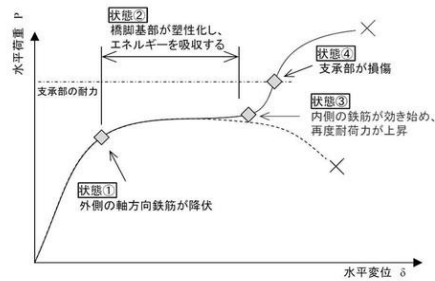 状態②
橋脚基部が塑性化し、
エネルギーを吸収する
水平荷重 P
状態④
支承部が損傷
支承部の耐力
状態③
内側の鉄筋が効き始め、
再度耐荷力が上昇
状態①
外側の軸方向鉄筋が降伏
水平変位 δ